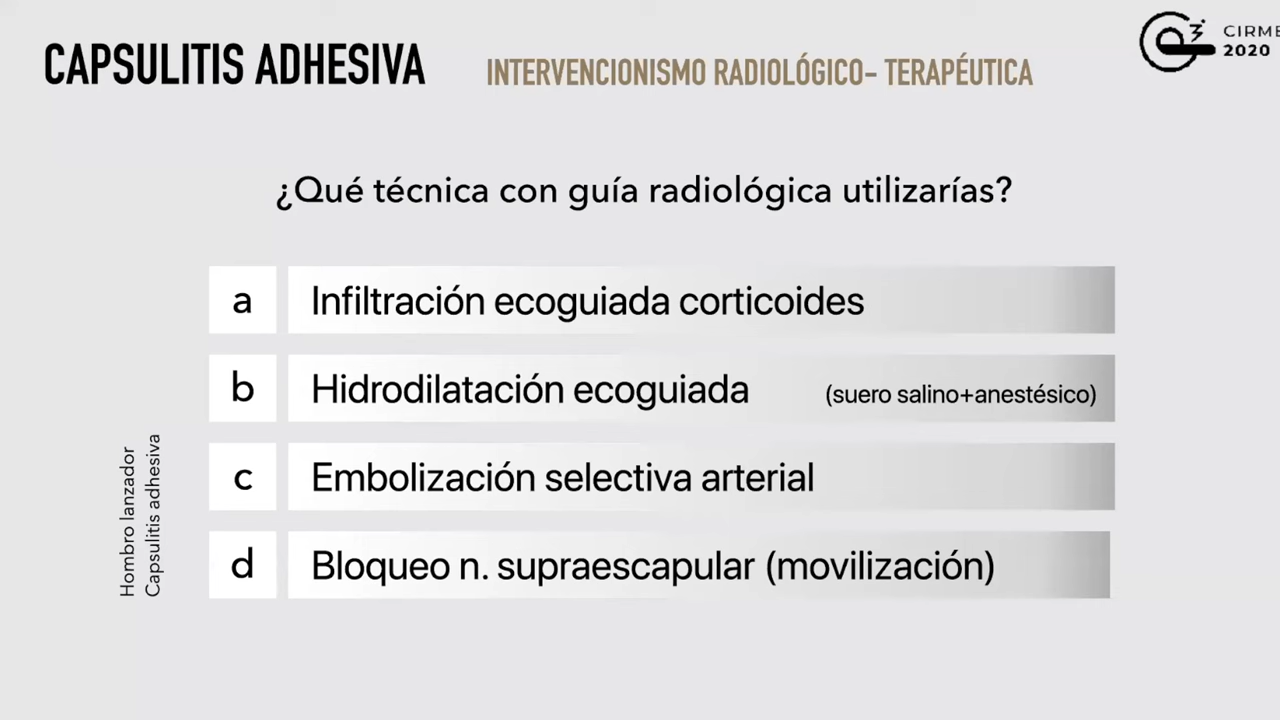 CAPSULITIS ADHESIVA
INTERVENCIONISMO RADIOLÓGICO- TERAPÉUTICA
CIRME
2020
¿Qué técnica con guía radiológica utilizarías?
a Infiltración ecoguiada corticoides
b Hidrodilatación ecoguiada (suero salino+anestésico)
c Embolización selectiva arterial
d Bloqueo n. supraescapular (movilización)
Hombro lanzador
Capsulitis adhesiva